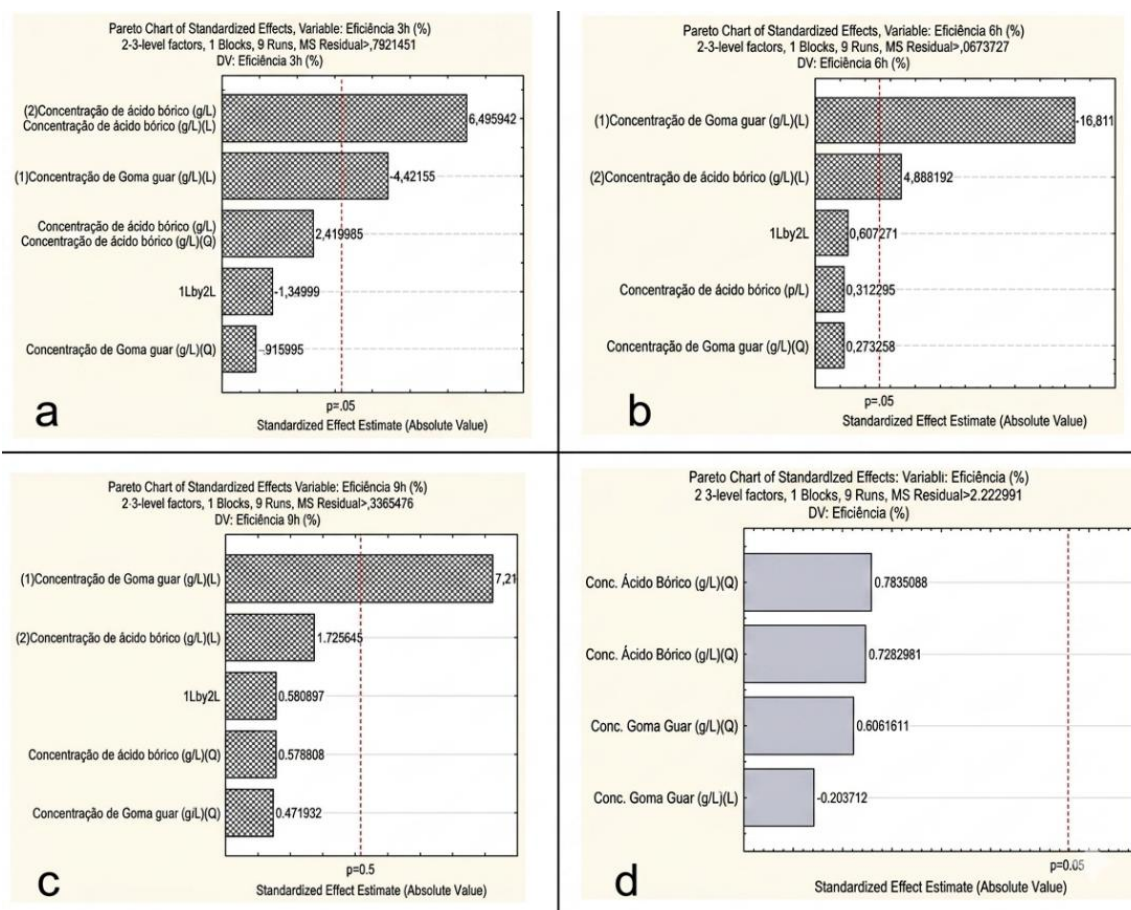 Pareto Chart of Standardized Effects, Variable: Eficiência 3h (%)
2-3-level factors, 1 Blocks, 9 Runs, MS Residual>,7921451
DV: Eficiência 3h (%)
(2)Concentração de ácido bórico (g/L)
Concentração de ácido bórico (g/L)(L)
6,495942
(1)Concentração de Goma guar (g/L)(L)
-4,42155
Concentração de ácido bórico (g/L)
Concentração de ácido bórico (g/L)(Q)
2,419985
1Lby2L
-1,34999
Concentração de Goma guar (g/L)(Q)
-.915995
p=.05
Standardized Effect Estimate (Absolute Value)
a
Pareto Chart of Standardized Effects, Variable: Eficiência 6h (%)
2-3-level factors, 1 Blocks, 9 Runs, MS Residual>,0673727
DV: Eficiência 6h (%)
(1)Concentração de Goma guar (g/L)(L)
-16,811
(2)Concentração de ácido bórico (g/L)(L)
4,888192
1Lby2L
0,607271
Concentração de ácido bórico (p/L)
0,312295
Concentração de Goma guar (g/L)(Q)
0,273258
p=.05
Standardized Effect Estimate (Absolute Value)
b
Pareto Chart of Standardized Effects Variable: Eficiência 9h (%)
2-3-level factors, 1 Blocks, 9 Runs, MS Residual>,3365476
DV: Eficiência 9h (%)
(1)Concentração de Goma guar (g/L)(L)
7,21
(2)Concentração de ácido bórico (g/L)(L)
1.725645
1Lby2L
0.580897
Concentração de ácido bórico (g/L)(Q)
0.578808
Concentração de Goma guar (giL)(Q)
0.471932
p=0.5
Standardized Effect Estimate (Absolute Value)
c
Pareto Chart of Standardlzed Effects: Variabli: Eficiência (%)
2 3-level factors, 1 Blocks, 9 Runs, MS Residual>2.222991
DV: Eficiência (%)
Conc. Ácido Bórico (g/L)(Q)
0.7835088
Conc. Ácido Bórico (g/L)(Q)
0.7282981
Conc. Goma Guar (g/L)(Q)
0.6061611
Conc. Goma Guar (g/L)(L)
-0.203712
p=0.05
Standardized Effect Estimate (Absolute Value)
d